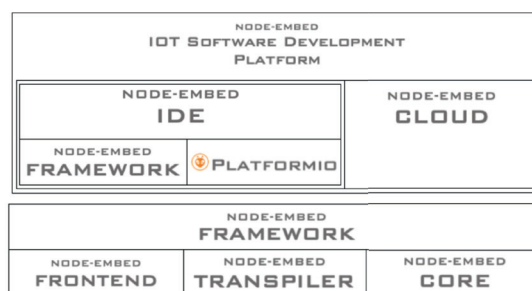 NODE-EMBED
IOT SOFTWARE DEVELOPMENT
PLATFORM
NODE-EMBED
IDE
NODE-EMBED
FRAMEWORK
PLATFORMIO
NODE-EMBED
CLOUD
NODE-EMBED
FRAMEWORK
NODE-EMBED
FRONTEND
NODE-EMBED
TRANSPILER
NODE-EMBED
CORE